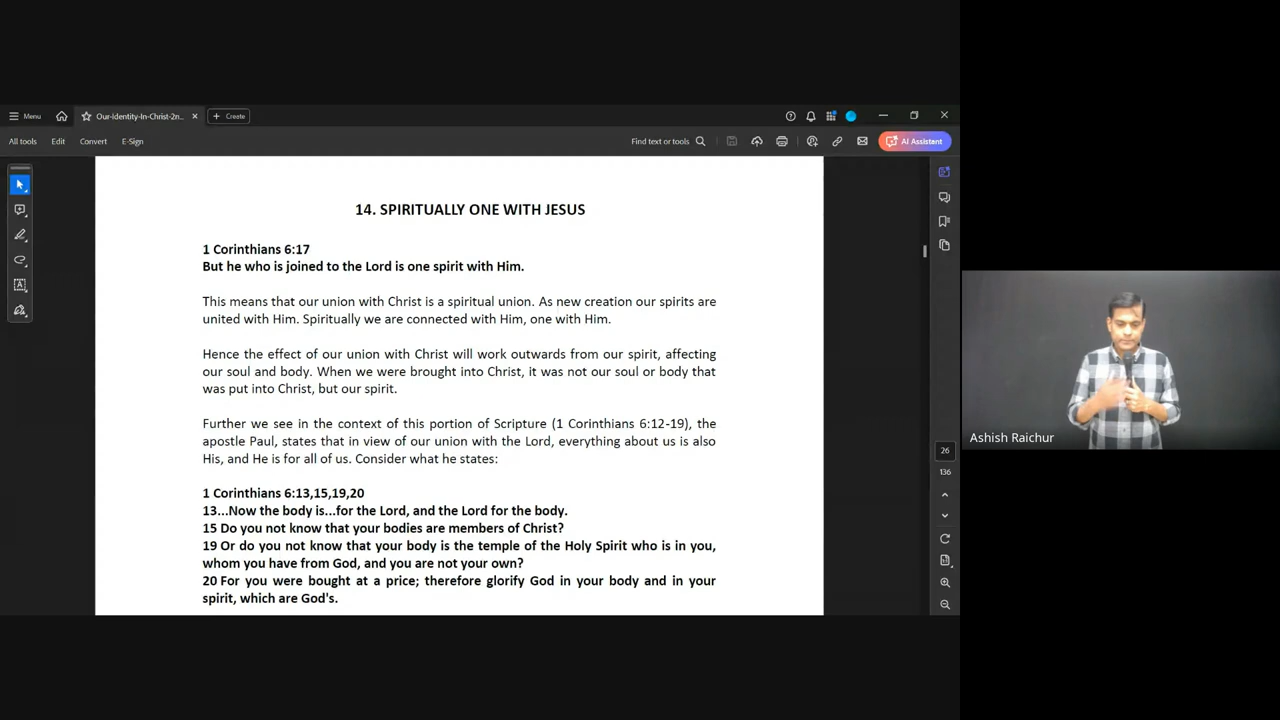 Menu
Our-Identity-In-Christ-2n...
Create
All tools
Edit
Convert
E-Sign
Find text or tools
AI Assistant
14. SPIRITUALLY ONE WITH JESUS
1 Corinthians 6:17
But he who is joined to the Lord is one spirit with Him.
This means that our union with Christ is a spiritual union. As new creation our spirits are
united with Him. Spiritually we are connected with Him, one with Him.
Hence the effect of our union with Christ will work outwards from our spirit, affecting
our soul and body. When we were brought into Christ, it was not our soul or body that
was put into Christ, but our spirit.
Further we see in the context of this portion of Scripture (1 Corinthians 6:12-19), the
apostle Paul, states that in view of our union with the Lord, everything about us is also
His, and He is for all of us. Consider what he states:
1 Corinthians 6:13,15,19,20
13...Now the body is...for the Lord, and the Lord for the body.
15 Do you not know that your bodies are members of Christ?
19 Or do you not know that your body is the temple of the Holy Spirit who is in you,
whom you have from God, and you are not your own?
20 For you were bought at a price; therefore glorify God in your body and in your
spirit, which are God's.
26
136
Ashish Raichur